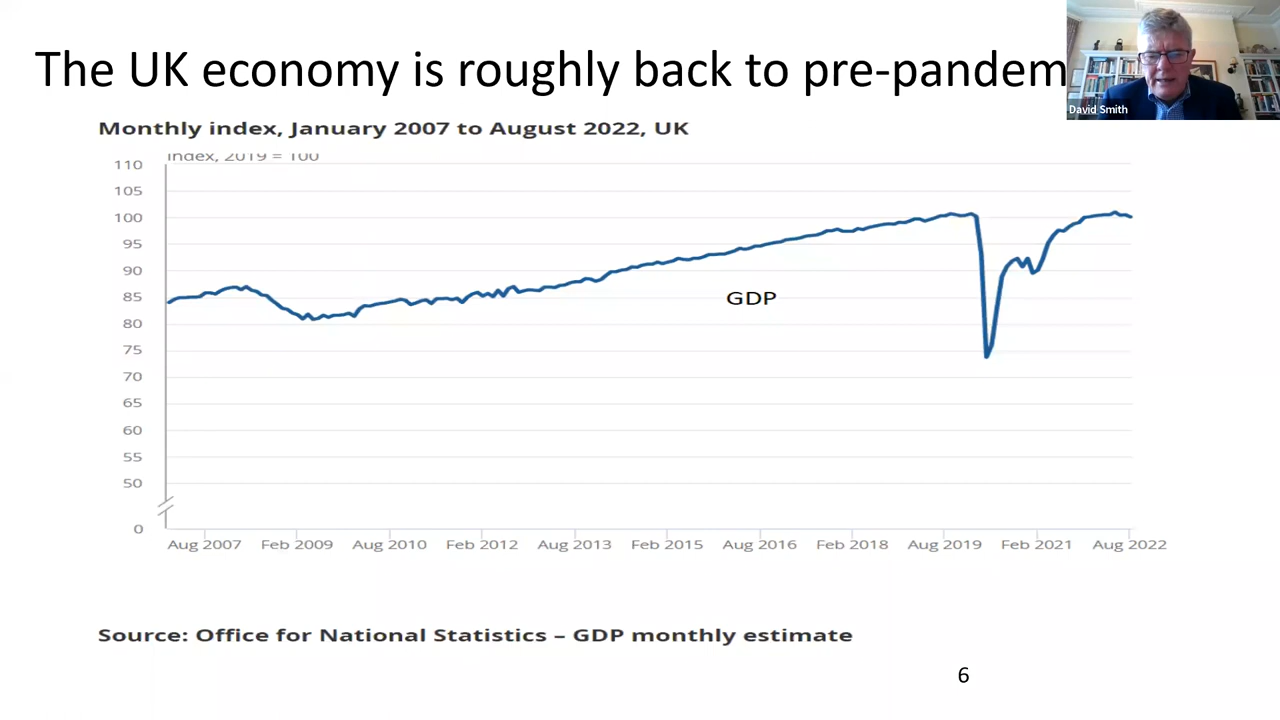 The UK economy is roughly back to pre-pandem
David Smith
Monthly index, January 2007 to August 2022, UK
Index, 2019 = 100
110
105
100
95
90
85
80
75
70
65
60
55
50
0
GDP
Aug 2007 Feb 2009 Aug 2010 Feb 2012 Aug 2013 Feb 2015 Aug 2016 Feb 2018 Aug 2019 Feb 2021 Aug 2022
Source: Office for National Statistics – GDP monthly estimate
6